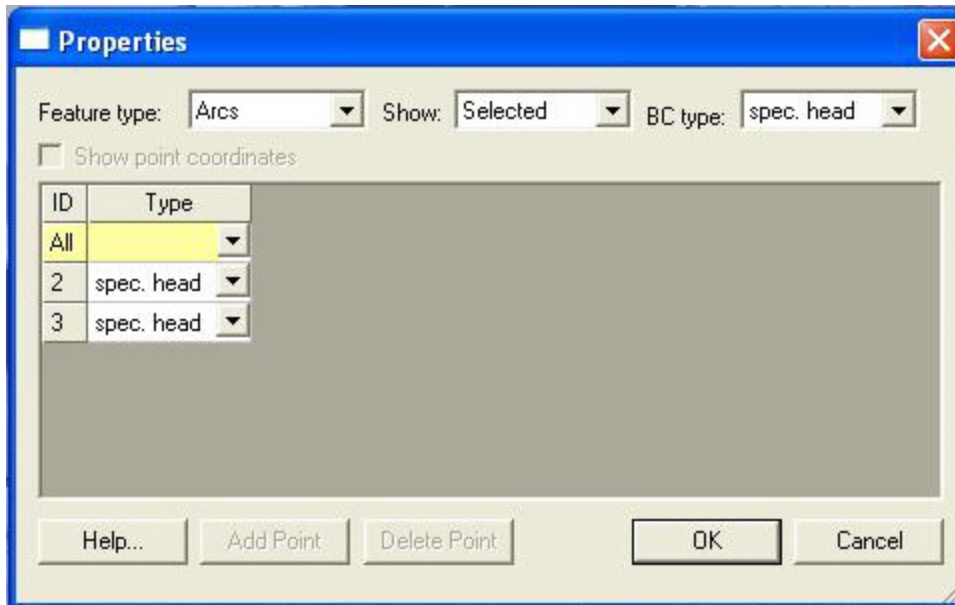 Properties
Feature type: Arcs Show: Selected BC type: spec. head
Show point coordinates
ID Type
All
2 spec. head
3 spec. head
Help... Add Point Delete Point OK Cancel